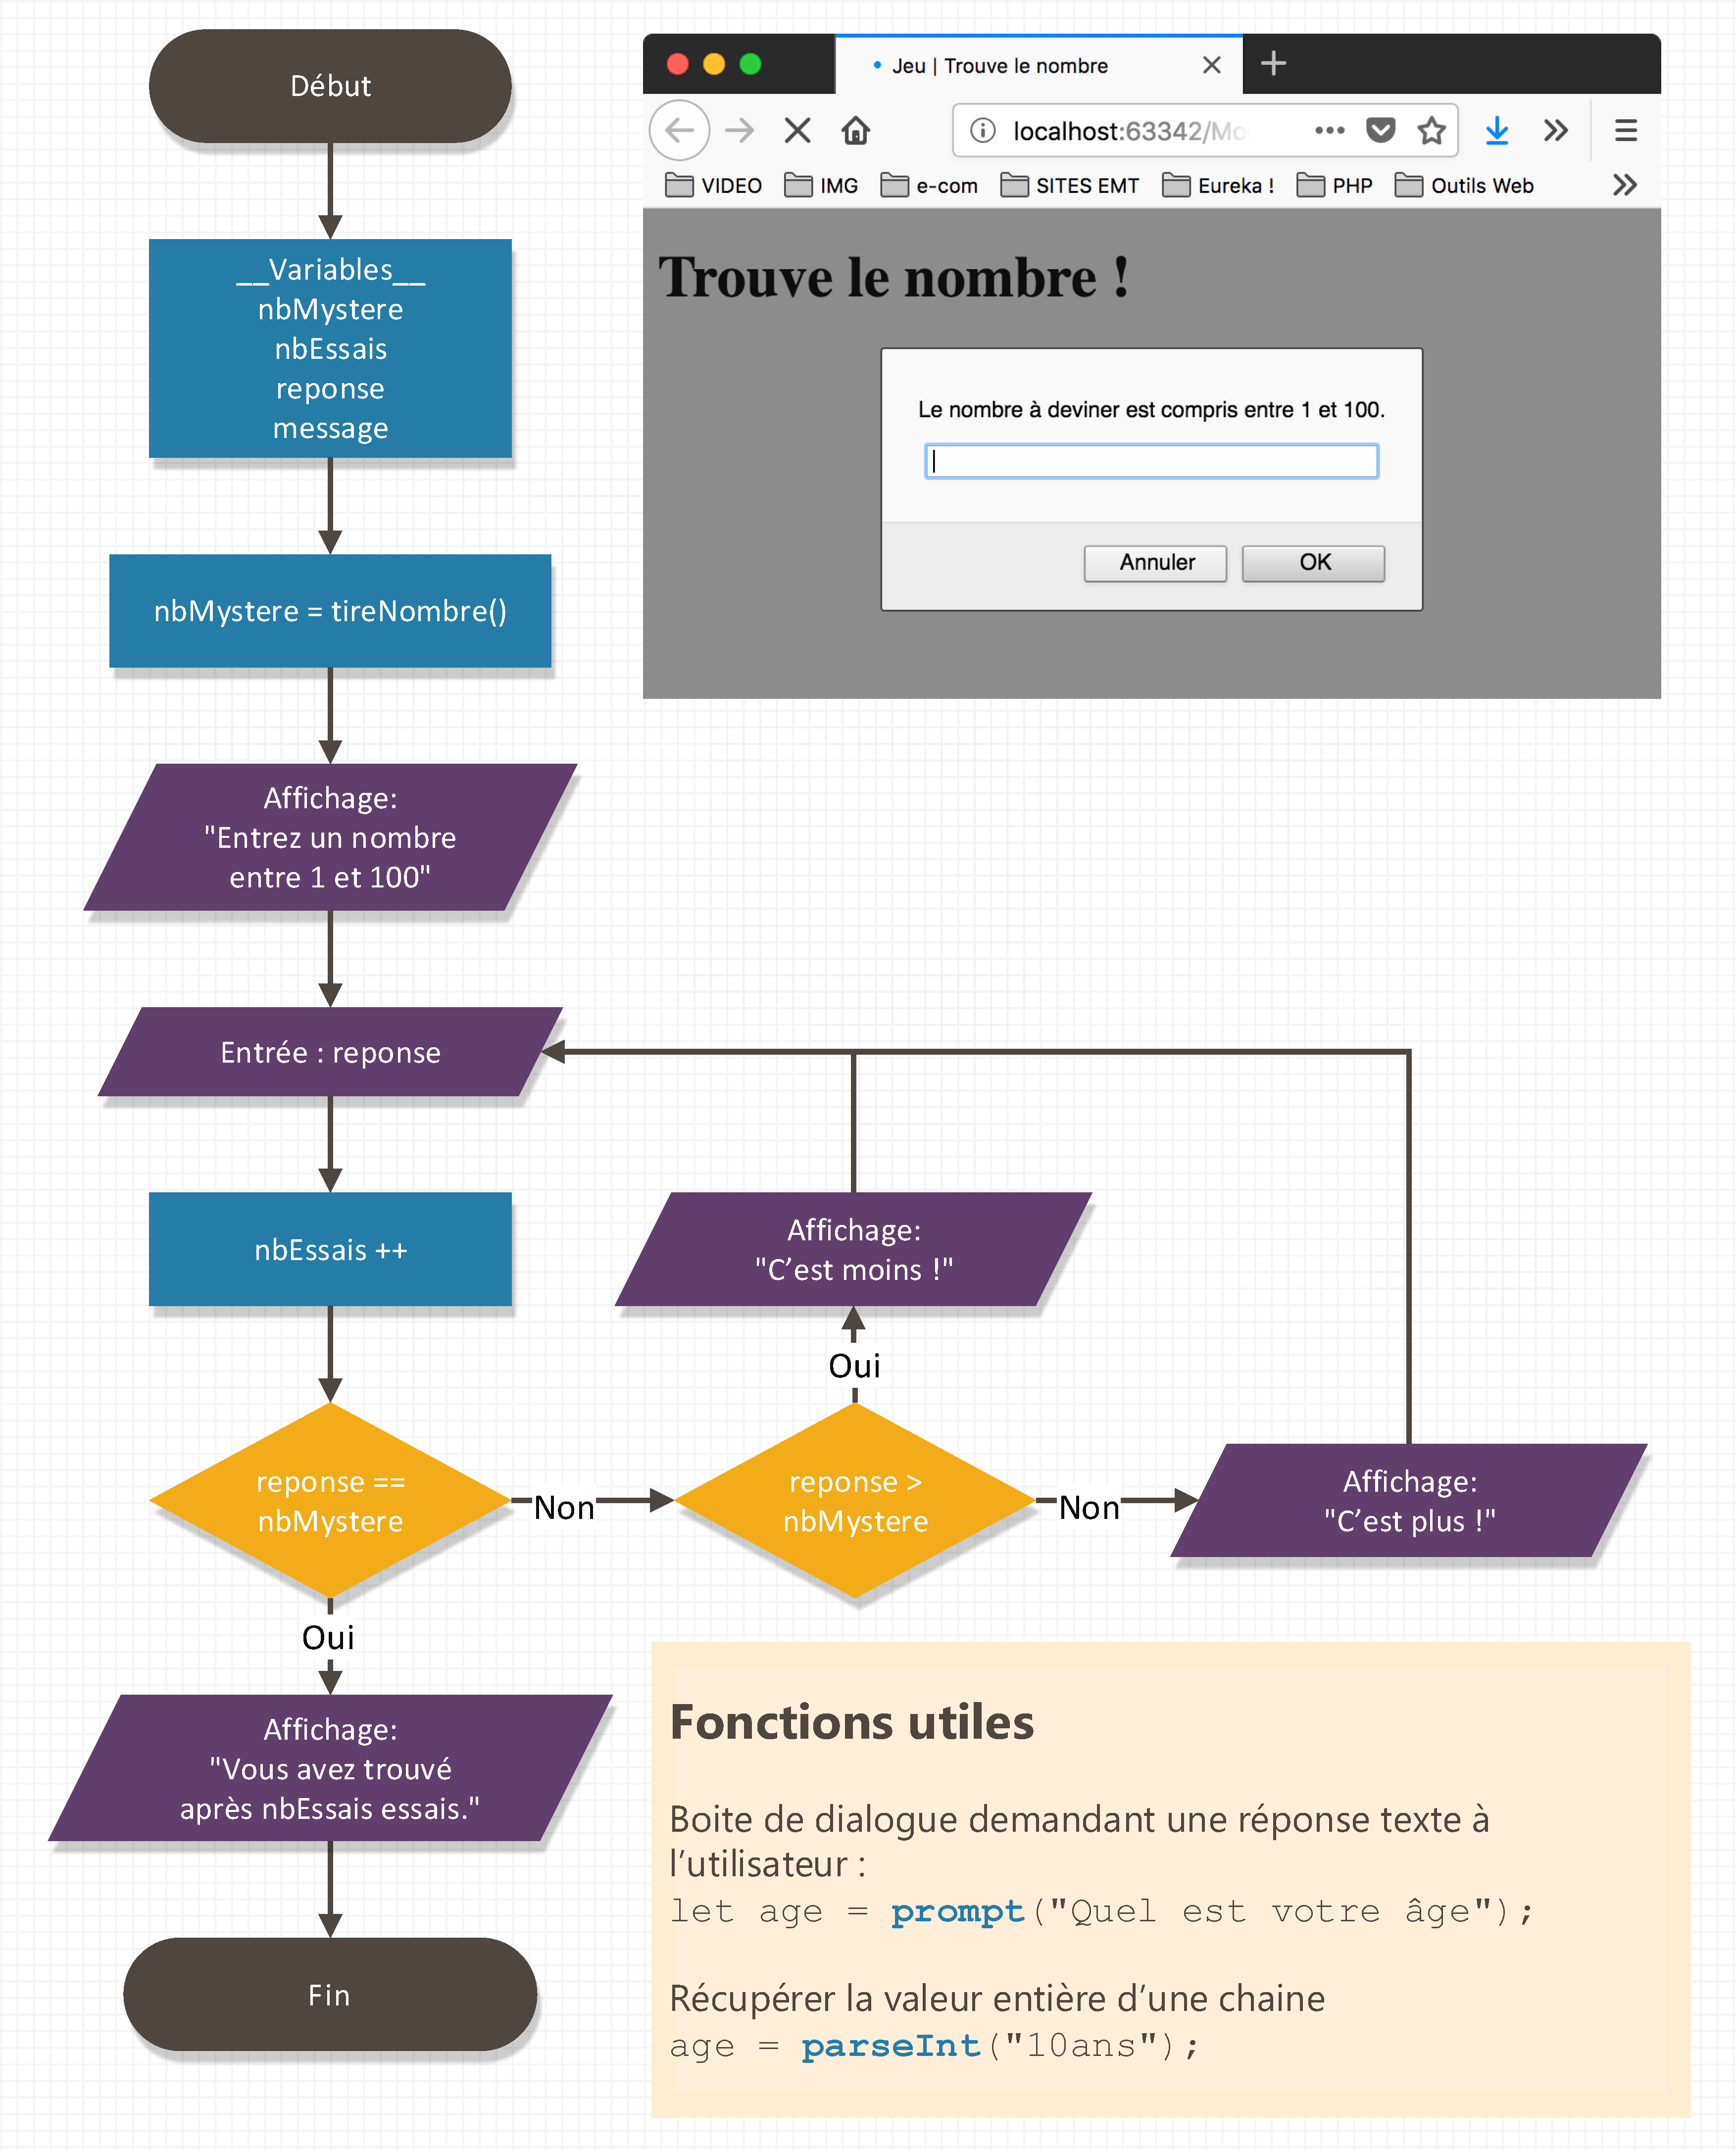 Début
__Variables__
nbMystere
nbEssais
reponse
message
nbMystere = tireNombre()
Affichage:
"Entrez un nombre
entre 1 et 100"
Entrée : reponse
nbEssais ++
reponse ==
nbMystere
Non
Oui
reponse >
nbMystere
Oui
Affichage:
"C’est moins !"
Non
Affichage:
"C’est plus !"
Affichage:
"Vous avez trouvé
après nbEssais essais."
Fin
Jeu | Trouve le nombre
localhost:63342/Mo
VIDEO IMG e-com SITES EMT Eureka ! PHP Outils Web
Trouve le nombre !
Le nombre à deviner est compris entre 1 et 100.
Annuler OK
Fonctions utiles
Boite de dialogue demandant une réponse texte à
l’utilisateur :
let age = prompt("Quel est votre âge");
Récupérer la valeur entière d’une chaine
age = parseInt("10ans");